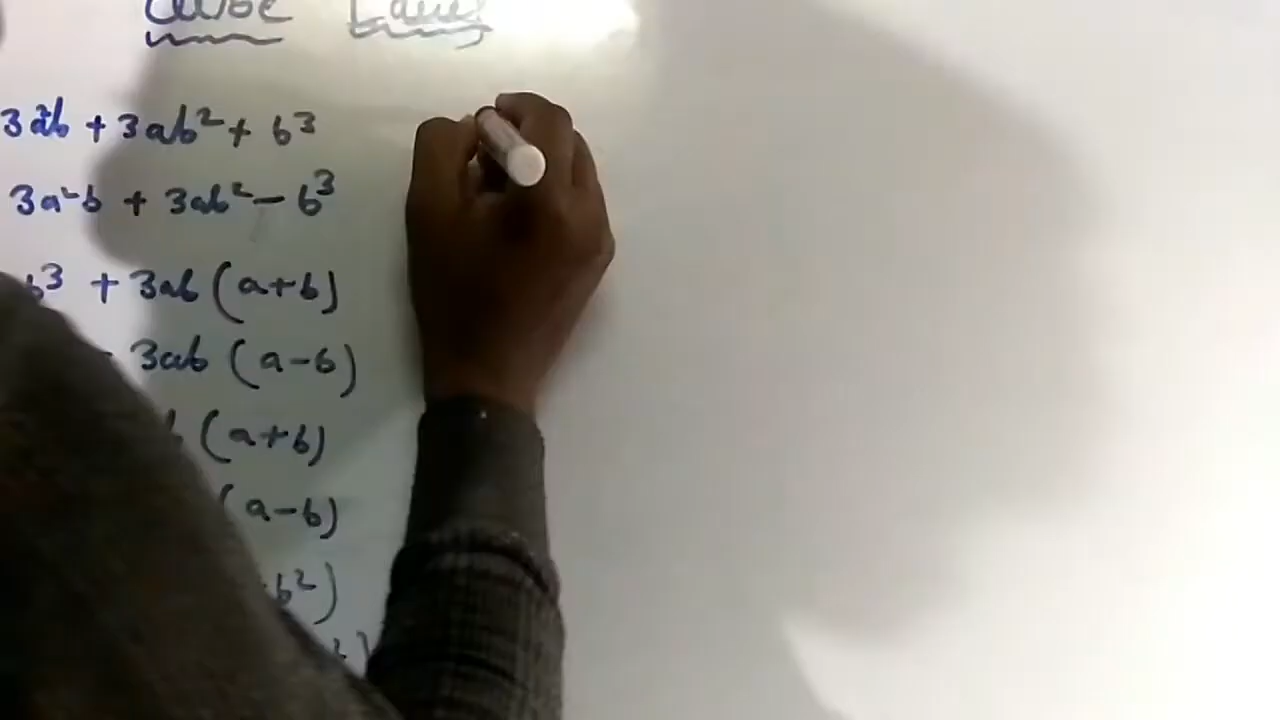 3a²b + 3ab² + b³
3a²b + 3ab² - b³
b³ + 3ab (a+b)
3ab (a-b)
(a+b)
(a-b)
b²)